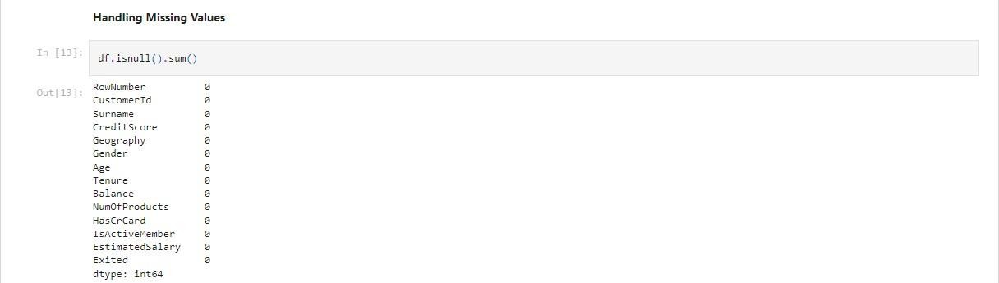 Handling Missing Values
In [13]: df.isnull().sum()
Out[13]: RowNumber 0
CustomerId 0
Surname 0
CreditScore 0
Geography 0
Gender 0
Age 0
Tenure 0
Balance 0
NumOfProducts 0
HasCrCard 0
IsActiveMember 0
EstimatedSalary 0
Exited 0
dtype: int64